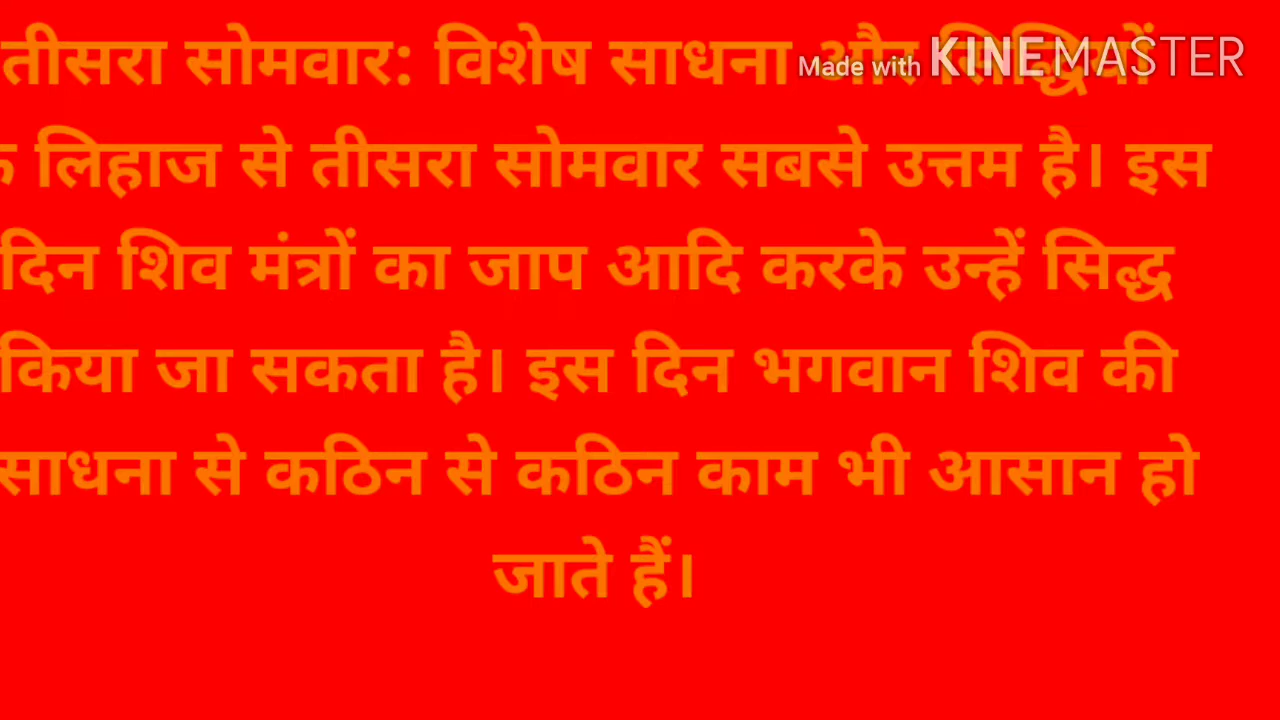 तीसरा सोमवार: विशेष साधना और सिद्धियों
Made with KINEMASTER
लिहाज से तीसरा सोमवार सबसे उत्तम है। इस
दिन शिव मंत्रों का जाप आदि करके उन्हें सिद्ध
किया जा सकता है। इस दिन भगवान शिव की
साधना से कठिन से कठिन काम भी आसान हो
जाते हैं।